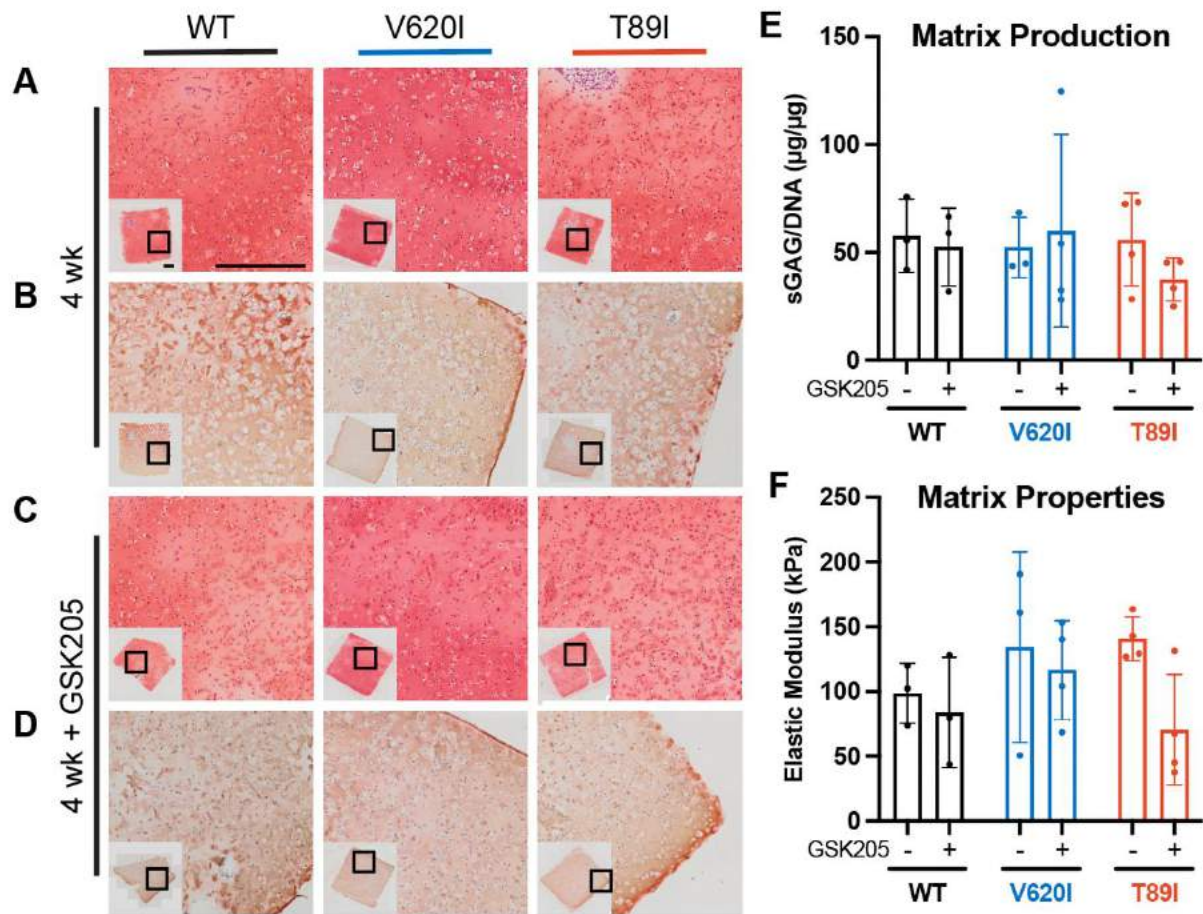 WT V620I T89I
A
B
C
D
4 wk
4 wk + GSK205
E
Matrix Production
sGAG/DNA (µg/µg)
150
100
50
0
GSK205 - + - + - +
WT V620I T89I
F
Matrix Properties
Elastic Modulus (kPa)
250
200
150
100
50
0
GSK205 - + - + - +
WT V620I T89I